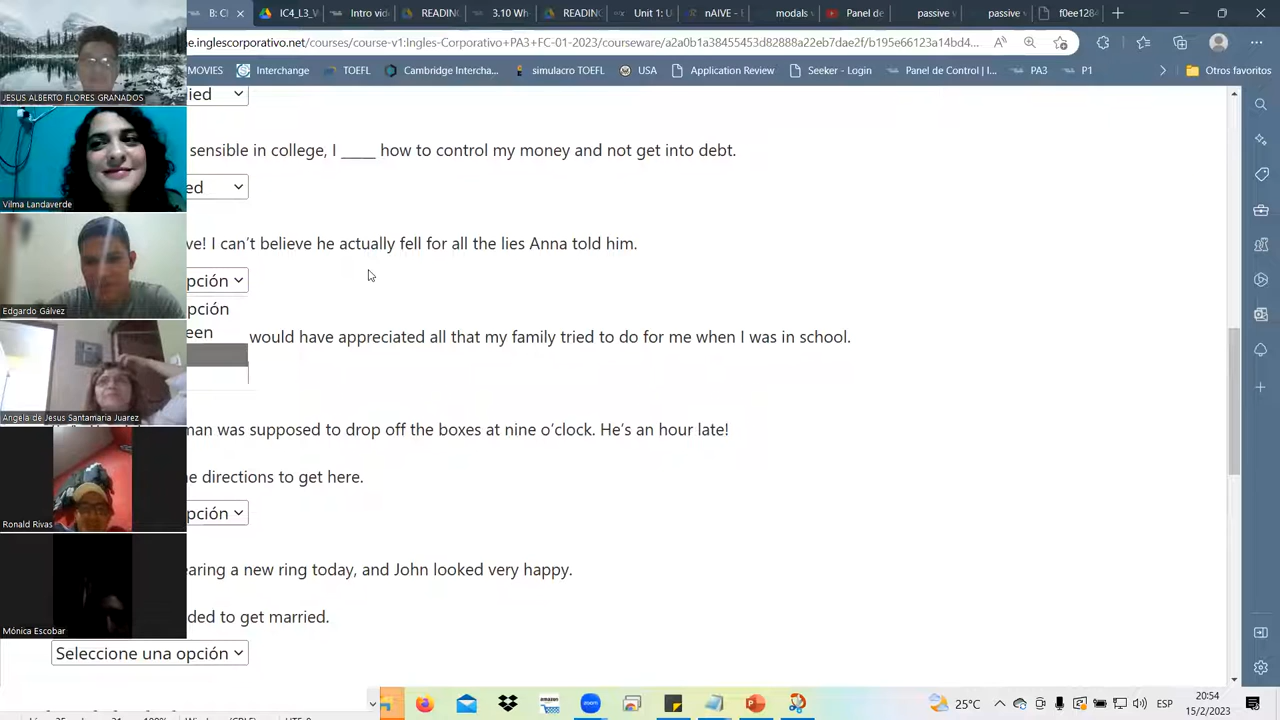 B: Cl
IC4_L3_
Intro vide
READING
3.10 Wh
READING
Unit 1: U
nAIVE - B
modals
Panel de
passive
passive
f8ee1284
e.inglescorporativo.net/courses/course-v1:Ingles-Corporativo+PA3+FC-01-2023/courseware/a2a0b1a38455453d82888a22eb7dae2f/b195e66123a14bd4...
MOVIES
Interchange
TOEFL
Cambridge Intercha...
simulacro TOEFL
USA
Application Review
Seeker - Login
Panel de Control | I...
PA3
P1
Otros favoritos
JESUS ALBERTO FLORES GRANADOS
ied
sensible in college, I _____ how to control my money and not get into debt.
ed
Vilma Landaverde
ve! I can't believe he actually fell for all the lies Anna told him.
pción
pción
Edgardo Gálvez
een
would have appreciated all that my family tried to do for me when I was in school.
Angela de Jesus Santamaria Juarez
man was supposed to drop off the boxes at nine o'clock. He's an hour late!
e directions to get here.
pción
Ronald Rivas
earing a new ring today, and John looked very happy.
ded to get married.
Mónica Escobar
Seleccione una opción
25°C
ESP
20:54
15/2/2023